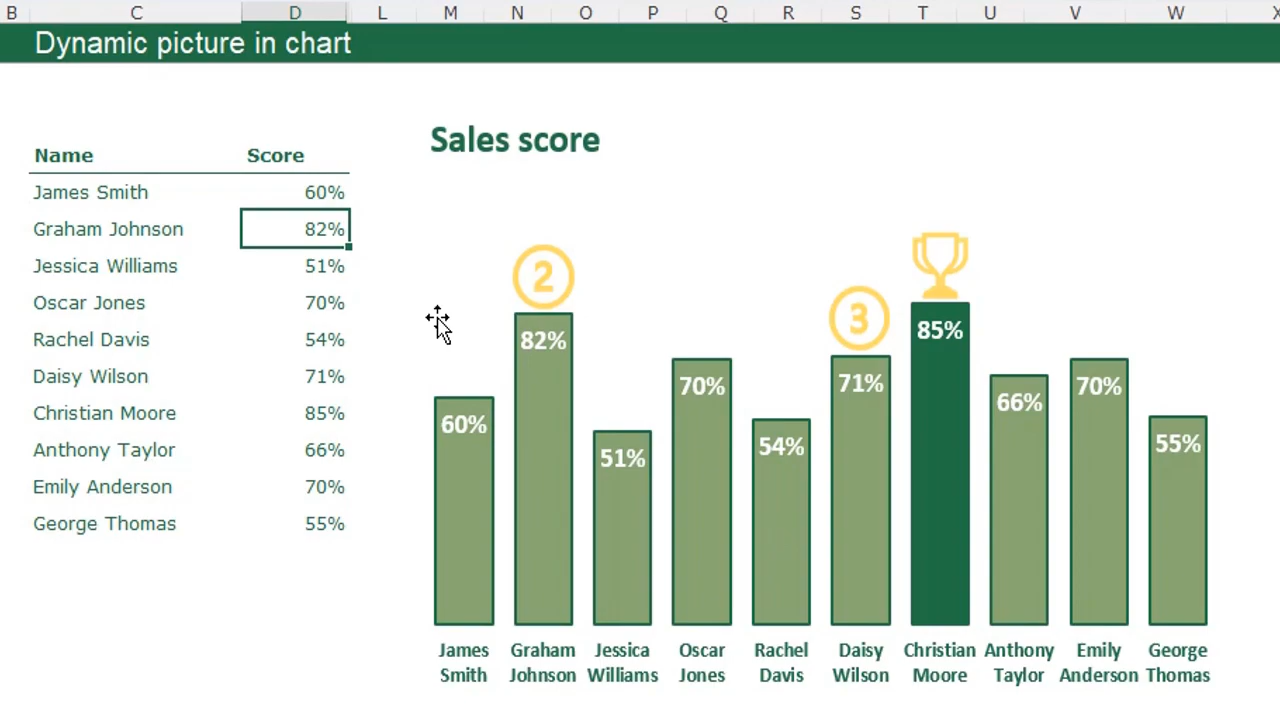 B C D L M N O P Q R S T U V W X
Dynamic picture in chart
Name Score
James Smith 60%
Graham Johnson 82%
Jessica Williams 51%
Oscar Jones 70%
Rachel Davis 54%
Daisy Wilson 71%
Christian Moore 85%
Anthony Taylor 66%
Emily Anderson 70%
George Thomas 55%
Sales score
2 3
60% 82% 51% 70% 54% 71% 85% 66% 70% 55%
James Graham Jessica Oscar Rachel Daisy Christian Anthony Emily George
Smith Johnson Williams Jones Davis Wilson Moore Taylor Anderson Thomas